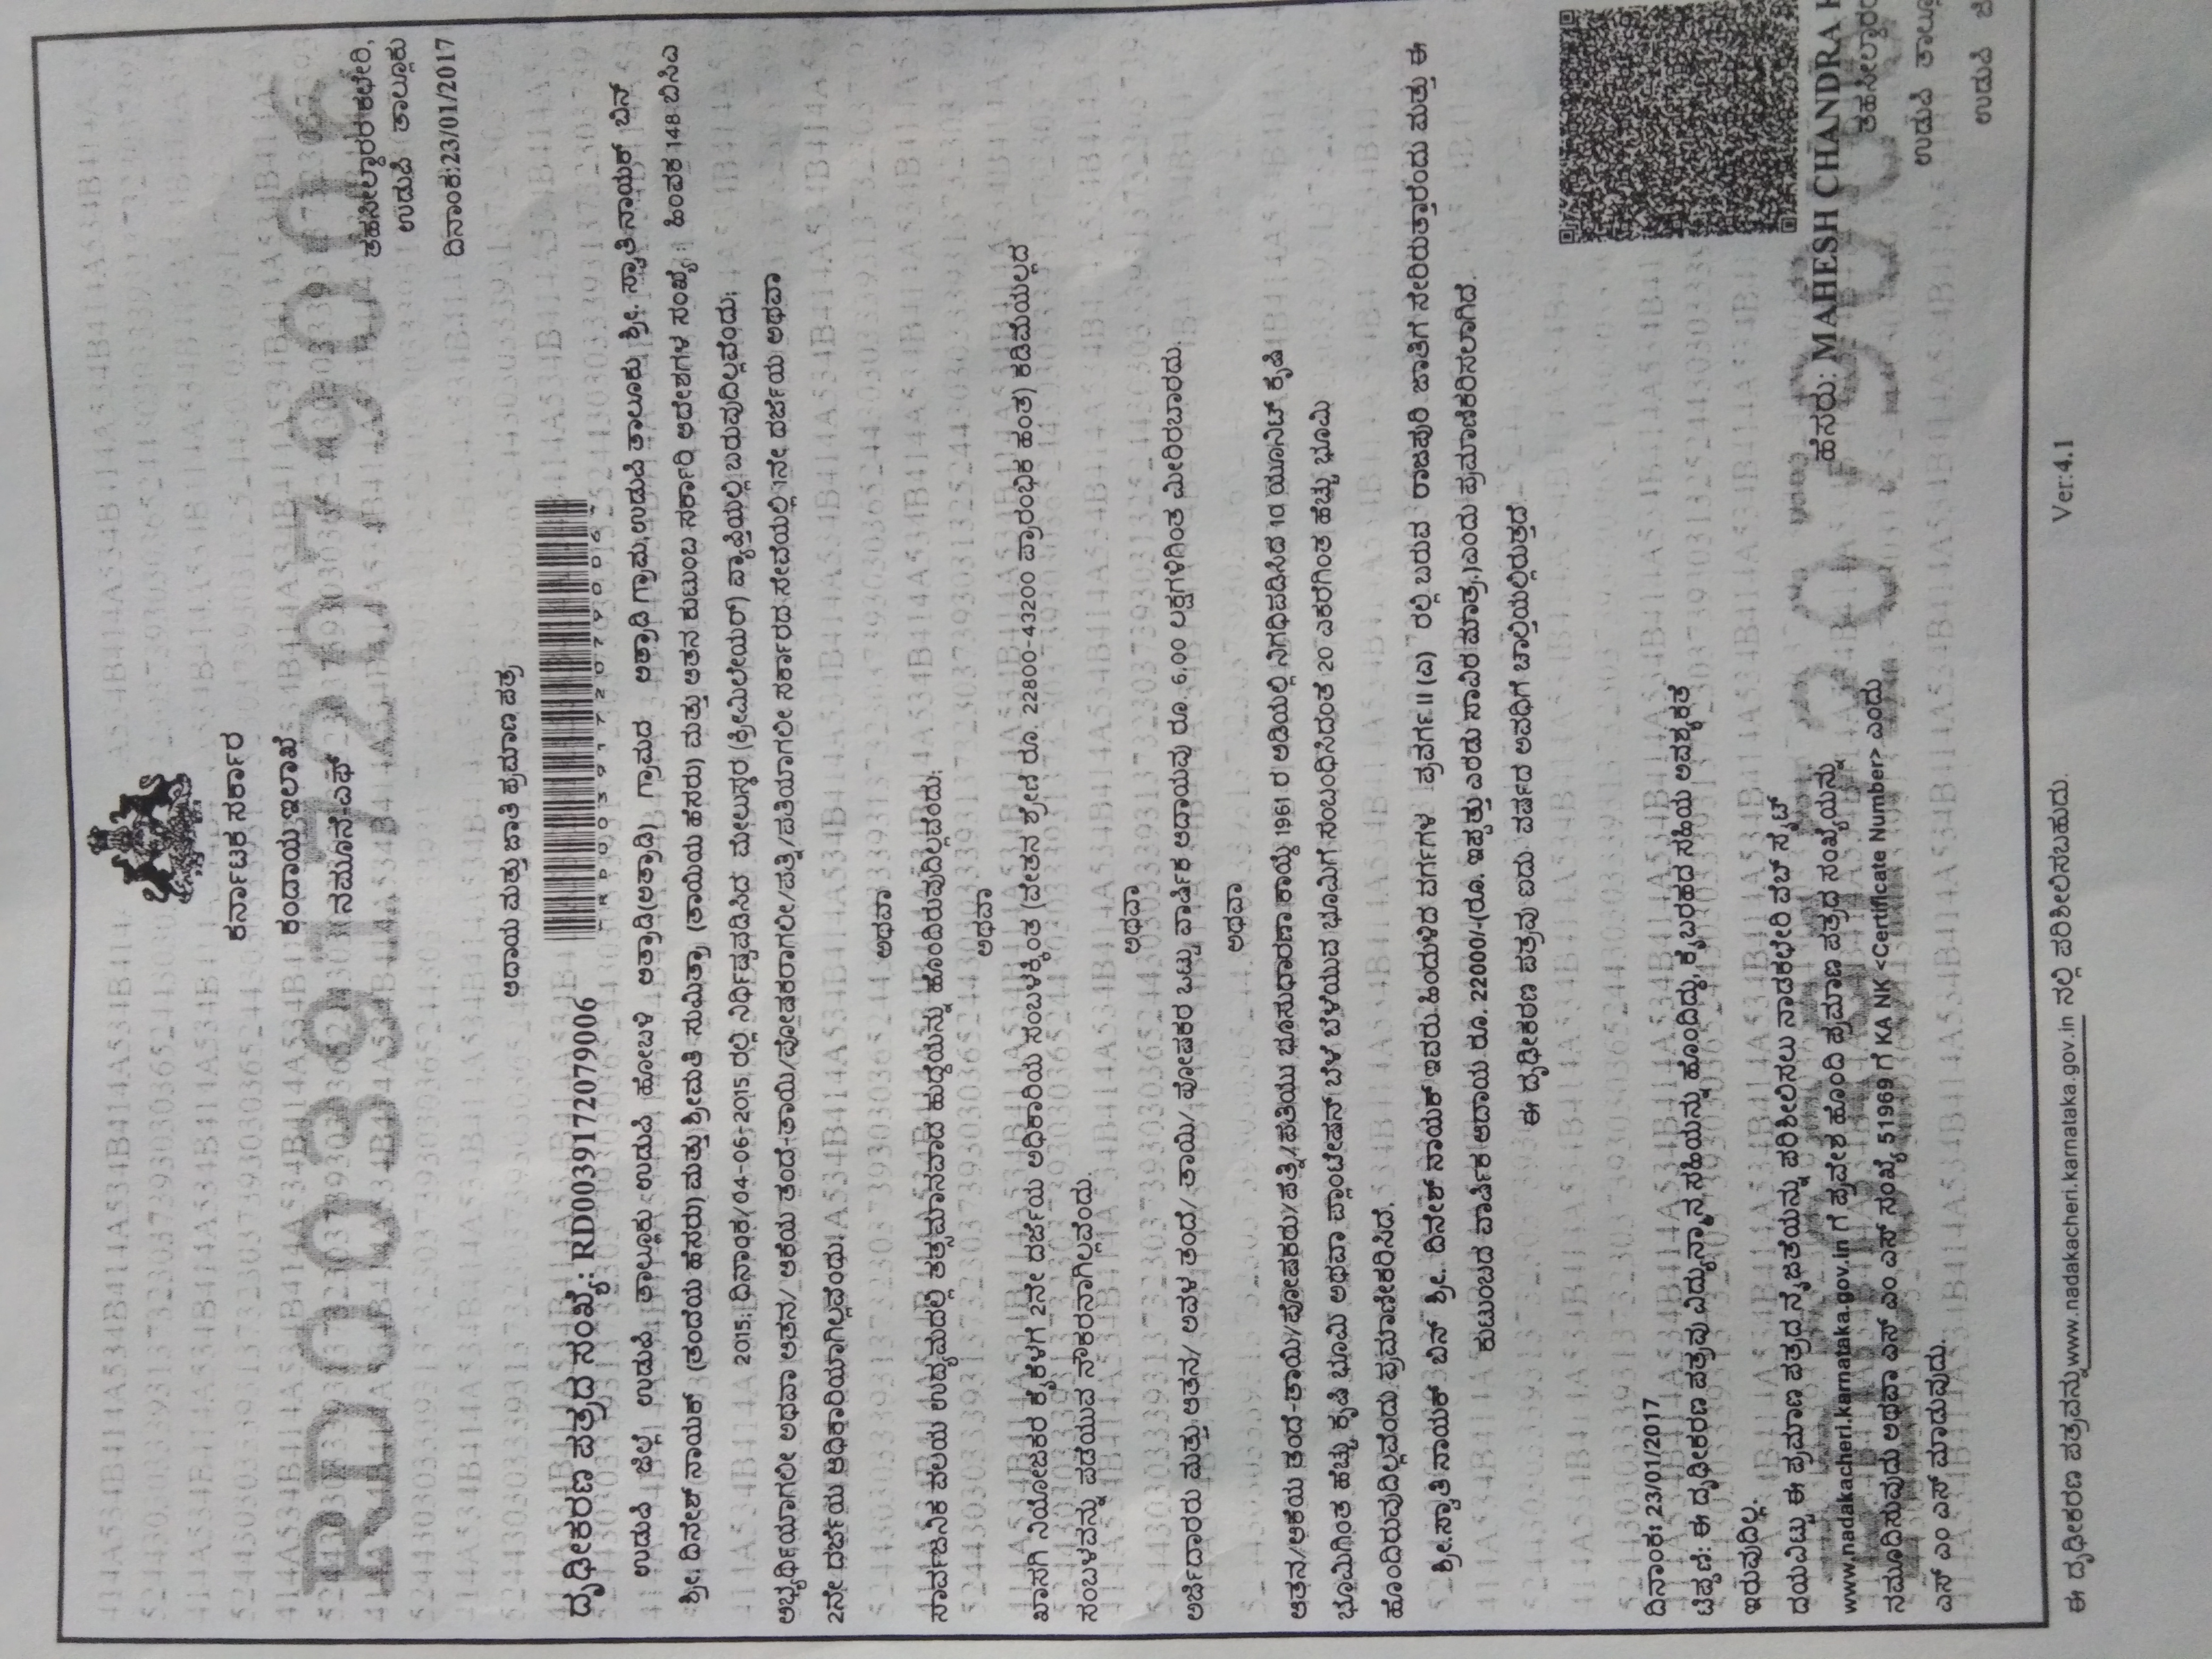 ಕರ್ನಾಟಕ ಸರ್ಕಾರ
ಕಂದಾಯ ಇಲಾಖೆ
ನಮೂನೆ-ಎಫ್
RD0039172079006
ತಹಸೀಲ್ದಾರರ ಕಛೇರಿ,
ಉಡುಪಿ ತಾಲ್ಲೂಕು
ದಿನಾಂಕ:23/01/2017
ಆದಾಯ ಮತ್ತು ಜಾತಿ ಪ್ರಮಾಣ ಪತ್ರ
ದೃಢೀಕರಣ ಪತ್ರದ ಸಂಖ್ಯೆ: RD0039172079006
ಉಡುಪಿ ಜಿಲ್ಲೆ ಉಡುಪಿ ತಾಲ್ಲೂಕು ಉಡುಪಿ ಹೋಬಳಿ ಆತ್ರಾಡಿ(ಆತ್ರಾಡಿ) ಗ್ರಾಮದ ಆತ್ರಾಡಿ ಗ್ರಾಮ,ಉಡುಪಿ ತಾಲೂಕು ಶ್ರೀ. ಸ್ವಾತಿ ನಾಯಕ್ ಬಿನ್
ಶ್ರೀ. ದಿನೇಶ್ ನಾಯಕ್ (ತಂದೆಯ ಹೆಸರು) ಮತ್ತು ಶ್ರೀಮತಿ ಸುಮಿತ್ರಾ (ತಾಯಿಯ ಹೆಸರು) ಮತ್ತು ಆತನ ಕುಟುಂಬ ಸರ್ಕಾರಿ ಆದೇಶಗಳ ಸಂಖ್ಯೆ : ಹಿಂವಕ 148 ಬಿಸಿಎ
2015; ದಿನಾಂಕ/04-06-2015 ರಲ್ಲಿ ನಿರ್ಧಿಷ್ಟಪಡಿಸಿದ ಮೇಲುಸ್ಥರ (ಕ್ರೀಮಿಲೇಯರ್) ವ್ಯಾಪ್ತಿಯಲ್ಲಿ ಬರುವುದಿಲ್ಲವೆಂದು;
ಅಭ್ಯರ್ಥಿಯಾಗಲೀ ಅಥವಾ ಆತನ/ ಆಕೆಯ ತಂದೆ-ತಾಯಿ/ಪೋಷಕರಾಗಲೀ/ಪತ್ನಿ/ಪತಿಯಾಗಲೀ ಸರ್ಕಾರದ ಸೇವೆಯಲ್ಲಿ 1ನೇ ದರ್ಜೆಯ ಅಥವಾ
2ನೇ ದರ್ಜೆಯ ಆಧಿಕಾರಿಯಾಗಿಲ್ಲವೆಂದು;
ಅಥವಾ
ಸಾರ್ವಜನಿಕ ವಲಯ ಉದ್ಯಮದಲ್ಲಿ ತತ್ಸಮಾನವಾದ ಹುದ್ದೆಯನ್ನು ಹೊಂದಿರುವುದಿಲ್ಲವೆಂದು;
ಅಥವಾ
ಖಾಸಗಿ ನಿಯೋಜಕರ ಕೈಕೆಳಗೆ 2ನೇ ದರ್ಜೆಯ ಅಧಿಕಾರಿಯ ಸಂಬಳಕ್ಕಿಂತ (ವೇತನ ಶ್ರೇಣಿ ರೂ. 22800-43200 ಪ್ರಾರಂಭಿಕ ಹಂತ) ಕಡಿಮೆಯಲ್ಲದ
ಸಂಬಳವನ್ನು ಪಡೆಯುವ ನೌಕರನಾಗಿಲ್ಲವೆಂದು.
ಅಥವಾ
ಅರ್ಜಿದಾರರು ಮತ್ತು ಆತನ/ ಅವಳ ತಂದೆ/ ತಾಯಿ/ ಪೋಷಕರ ಒಟ್ಟು ವಾರ್ಷಿಕ ಆದಾಯವು ರೂ. 6.00 ಲಕ್ಷಗಳಿಗಿಂತ ಮೀರಿರಬಾರದು.
ಅಥವಾ
ಆತನ/ಆಕೆಯ ತಂದೆ-ತಾಯಿ/ಪೋಷಕರು/ಪತ್ನಿ/ಪತಿಯು ಭೂಸುಧಾರಣಾ ಕಾಯ್ದೆ 1961 ರ ಅಡಿಯಲ್ಲಿ ನಿಗಧಿಪಡಿಸಿದ 10 ಯೂನಿಟ್ ಕೃಷಿ
ಭೂಮಿಗಿಂತ ಹೆಚ್ಚು ಕೃಷಿ ಭೂಮಿ ಅಥವಾ ಪ್ಲಾಂಟೇಷನ್ ಬೆಳೆ ಬೆಳೆಯುವ ಭೂಮಿಗೆ ಸಂಬಂಧಿಸಿದಂತೆ 20 ಎಕರೆಗಿಂತ ಹೆಚ್ಚು ಭೂಮಿ
ಹೊಂದಿರುವುದಿಲ್ಲವೆಂದು ಪ್ರಮಾಣೀಕರಿಸಿದೆ.
ಶ್ರೀ.ಸ್ವಾತಿ ನಾಯಕ್ ಬಿನ್ ಶ್ರೀ. ದಿನೇಶ್ ನಾಯಕ್ ಇವರು ಹಿಂದುಳಿದ ವರ್ಗಗಳ ಪ್ರವರ್ಗ II (ಎ) ರಲ್ಲಿ ಬರುವ ರಾಜಪುರಿ ಜಾತಿಗೆ ಸೇರಿರುತ್ತಾರೆಂದು ಮತ್ತು ಈ
ಕುಟುಂಬದ ವಾರ್ಷಿಕ ಆದಾಯ ರೂ. 22000/-(ರೂ. ಇಪ್ಪತ್ತು ಎರಡು ಸಾವಿರ ಮಾತ್ರ.)ಎಂದು ಪ್ರಮಾಣಿಕರಿಸಲಾಗಿದೆ.
ಈ ದೃಢೀಕರಣ ಪತ್ರವು ಐದು ವರ್ಷದ ಅವಧಿಗೆ ಚಾಲ್ತಿಯಲ್ಲಿರುತ್ತದೆ
ದಿನಾಂಕ: 23/01/2017
ಟಿಪ್ಪಣಿ: ಈ ದೃಢೀಕರಣ ಪತ್ರವು ವಿದ್ಯುನ್ಮಾನ ಸಹಿಯನ್ನು ಹೊಂದಿದ್ದು, ಕೈಬರಹದ ಸಹಿಯ ಅವಶ್ಯಕತೆ
ಇರುವುದಿಲ್ಲ.
ದಯವಿಟ್ಟು ಈ ಪ್ರಮಾಣ ಪತ್ರದ ನೈಜತೆಯನ್ನು ಪರಿಶೀಲಿಸಲು ನಾಡಕಛೇರಿ ವೆಬ್ ಸೈಟ್
www.nadakacheri.karnataka.gov.in ಗೆ ಪ್ರವೇಶ ಹೊಂದಿ ಪ್ರಮಾಣ ಪತ್ರದ ಸಂಖ್ಯೆಯನ್ನು
ನಮೂದಿಸುವುದು ಅಥವಾ ಎಸ್ ಎಂ ಎಸ್ ಸಂಖ್ಯೆ 51969 ಗೆ KA NK <Certificate Number> ಎಂದು
ಎಸ್ ಎಂ ಎಸ್ ಮಾಡುವುದು.
ಹೆಸರು: MAHESH CHANDRA
ತಹಸೀಲ್ದಾರರ
ಉಡುಪಿ
ಉಡುಪಿ
ಈ ದೃಢೀಕರಣ ಪತ್ರವನ್ನು www.nadakacheri.karnataka.gov.in ನಲ್ಲಿ ಪರಿಶೀಲಿಸಬಹುದು.
Ver:4.1